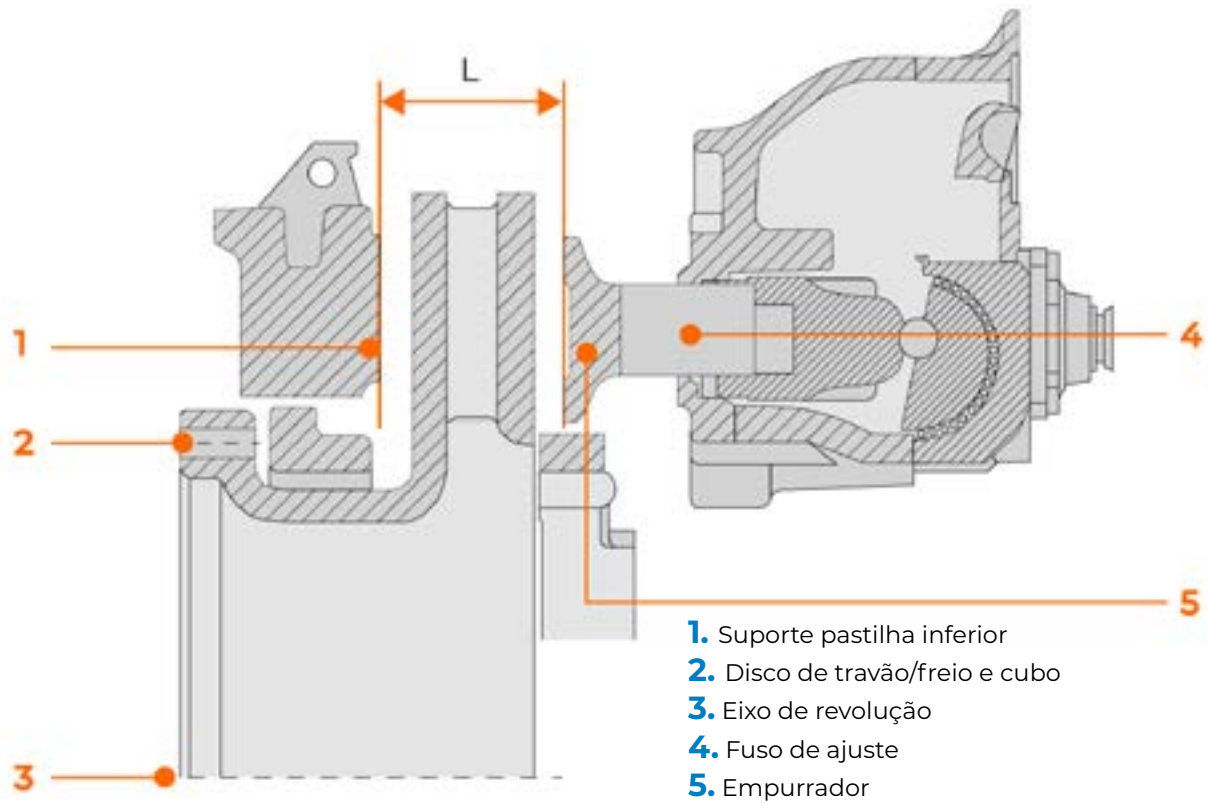 L
1
2
3
4
5
1. Suporte pastilha inferior
2. Disco de travão/freio e cubo
3. Eixo de revolução
4. Fuso de ajuste
5. Empurrador